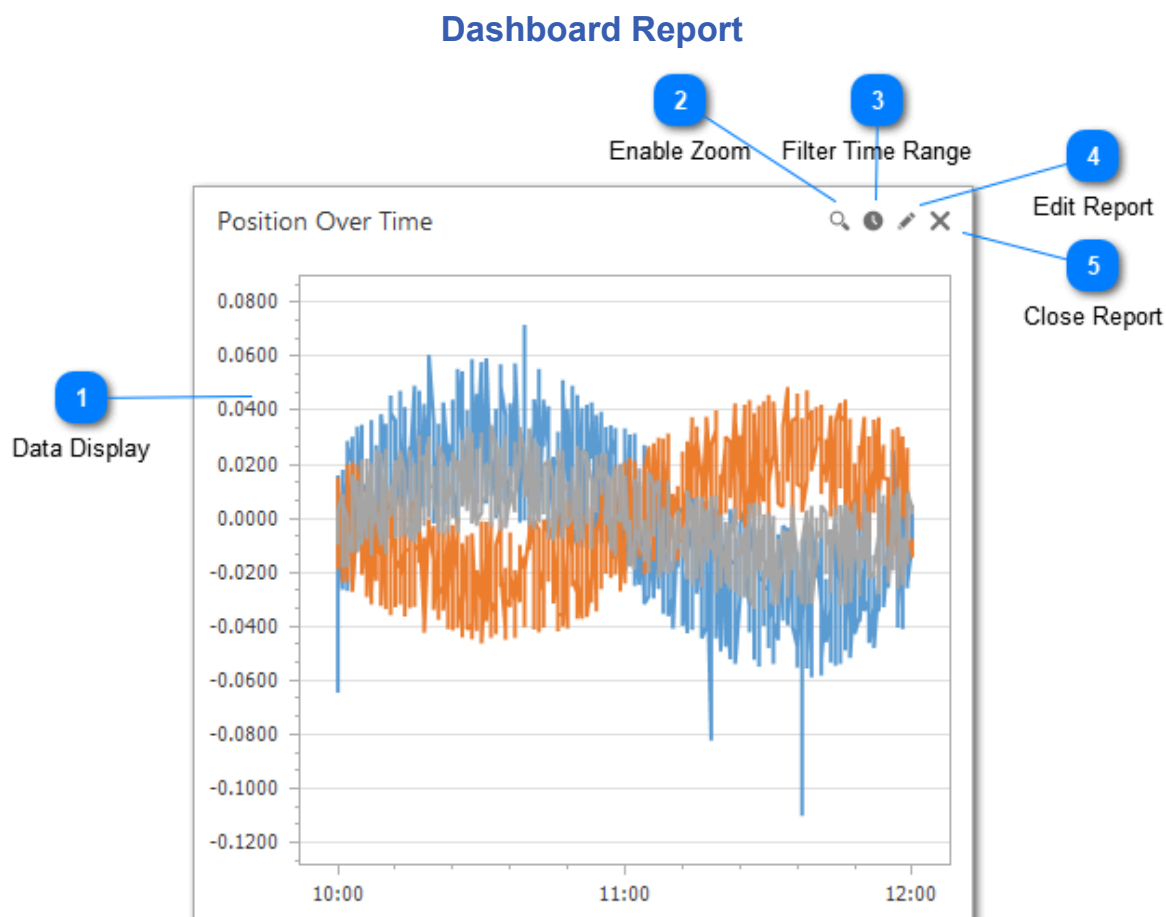 Dashboard Report
2
3
Enable Zoom
Filter Time Range
4
Edit Report
Position Over Time
5
Close Report
0.0800
0.0600
1
0.0400
Data Display
0.0200
0.0000
-0.0200
-0.0400
-0.0600
-0.0800
-0.1000
-0.1200
10:00
11:00
12:00